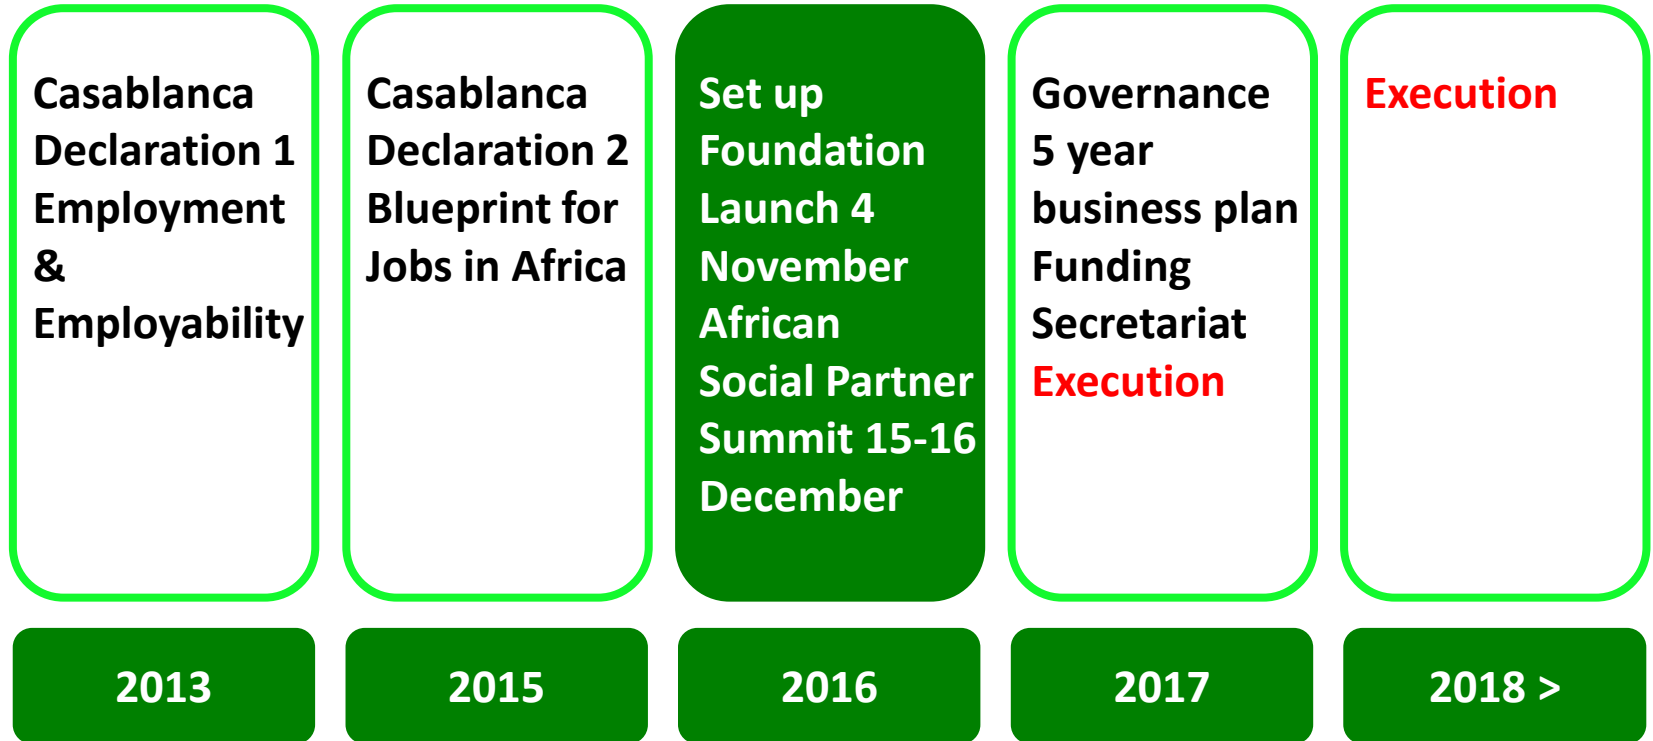 Casablanca
Declaration 1
Employment
&
Employability
Casablanca
Declaration 2
Blueprint for
Jobs in Africa
Set up
Foundation
Launch 4
November
African
Social Partner
Summit 15-16
December
Governance
5 year
business plan
Funding
Secretariat
Execution
Execution
2013
2015
2016
2017
2018 >